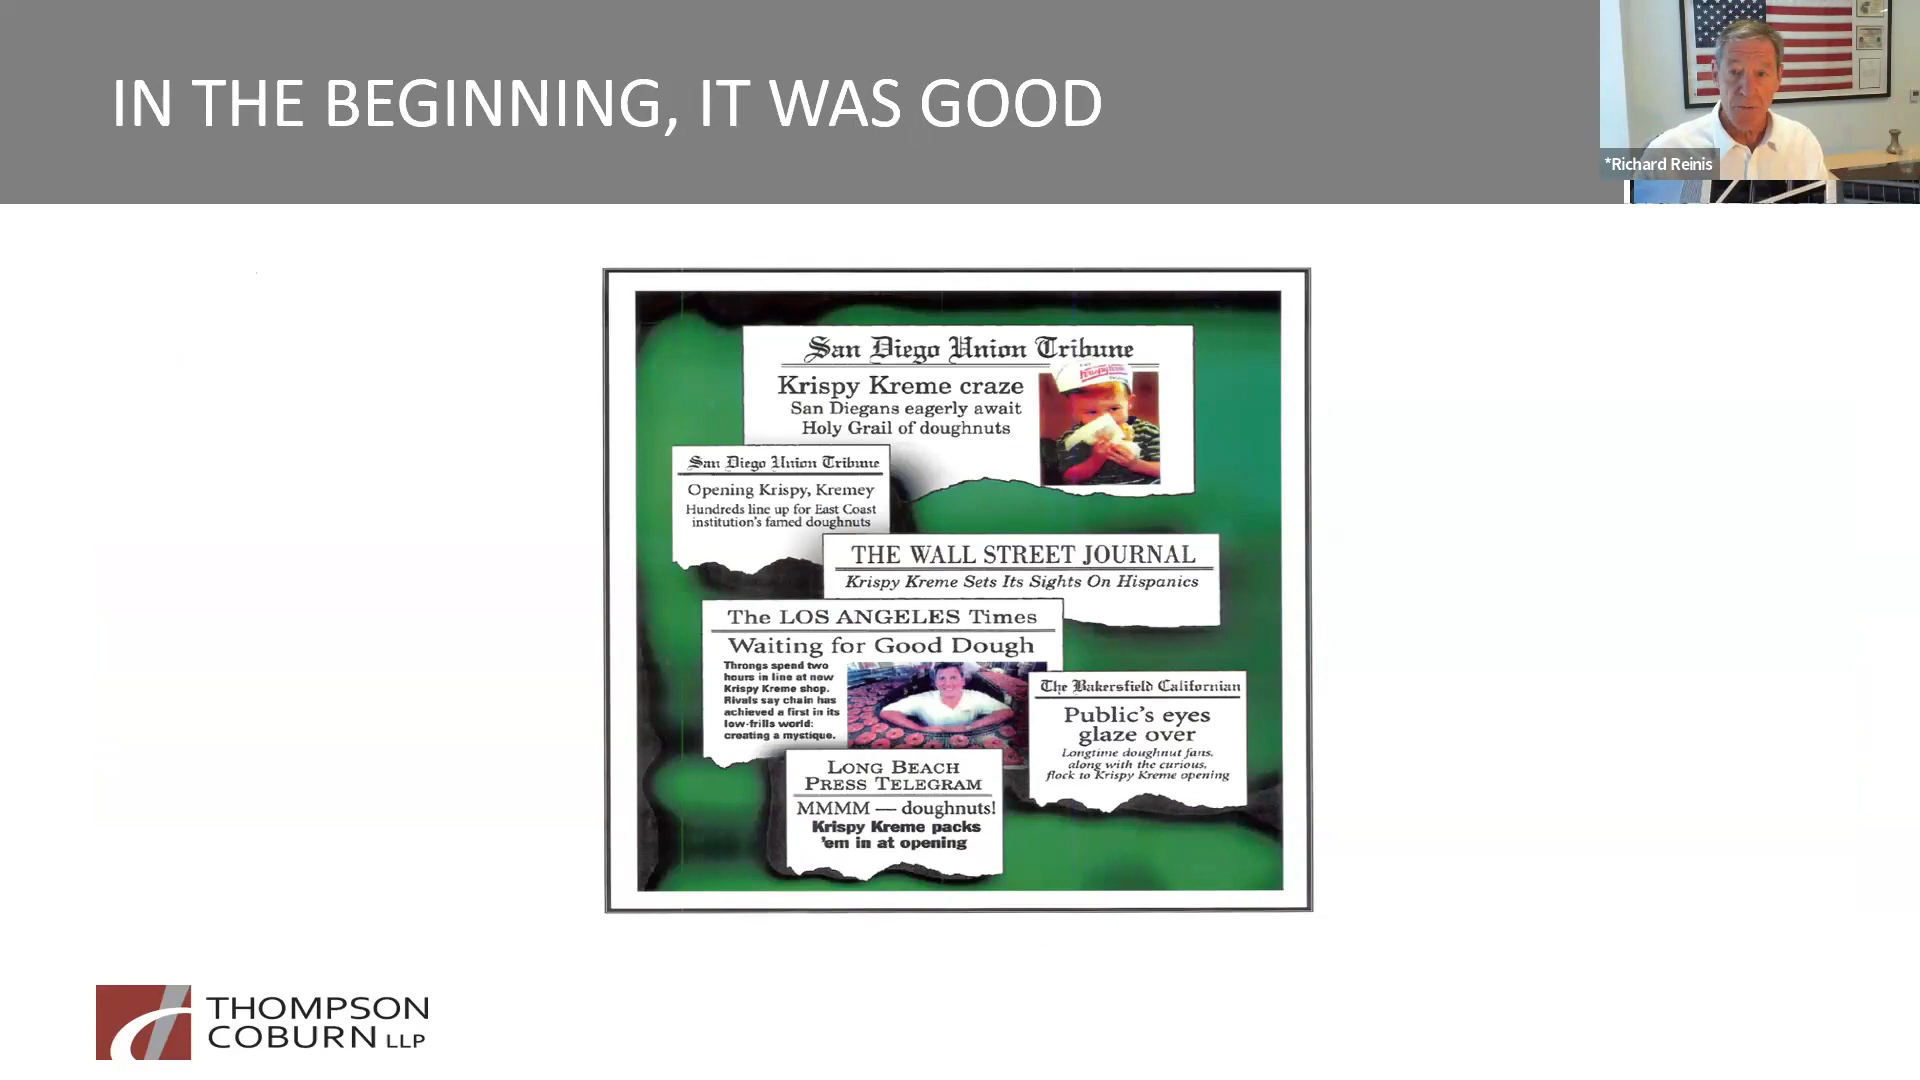 IN THE BEGINNING, IT WAS GOOD
*Richard Reinis
San Diego Union Tribune
Krispy Kreme craze
San Diegans eagerly await
Holy Grail of doughnuts
San Diego Union Tribune
Opening Krispy, Kremey
Hundreds line up for East Coast
institution's famed doughnuts
THE WALL STREET JOURNAL
Krispy Kreme Sets Its Sights On Hispanics
The LOS ANGELES Times
Waiting for Good Dough
Throngs spend two
hours in line at new
Krispy Kreme shop.
Rivals say chain has
achieved a first in its
low-frills world:
creating a mystique.
The Bakersfield Californian
Public's eyes
glaze over
Longtime doughnut fans,
along with the curious,
flock to Krispy Kreme opening
LONG BEACH
PRESS TELEGRAM
MMMM — doughnuts!
Krispy Kreme packs
'em in at opening
THOMPSON
COBURN LLP